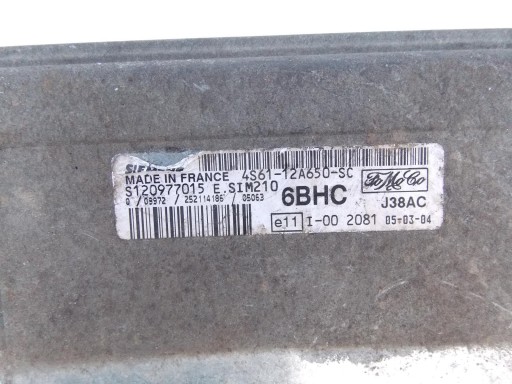 SIEMENS
MADE IN FRANCE 4S61-12A650-SC
S120977015 E.SIM210
0 / 09972 / 252114186 / 05063
6BHC
FoMoCo
J38AC
e11 I-00 2081 05-03-04